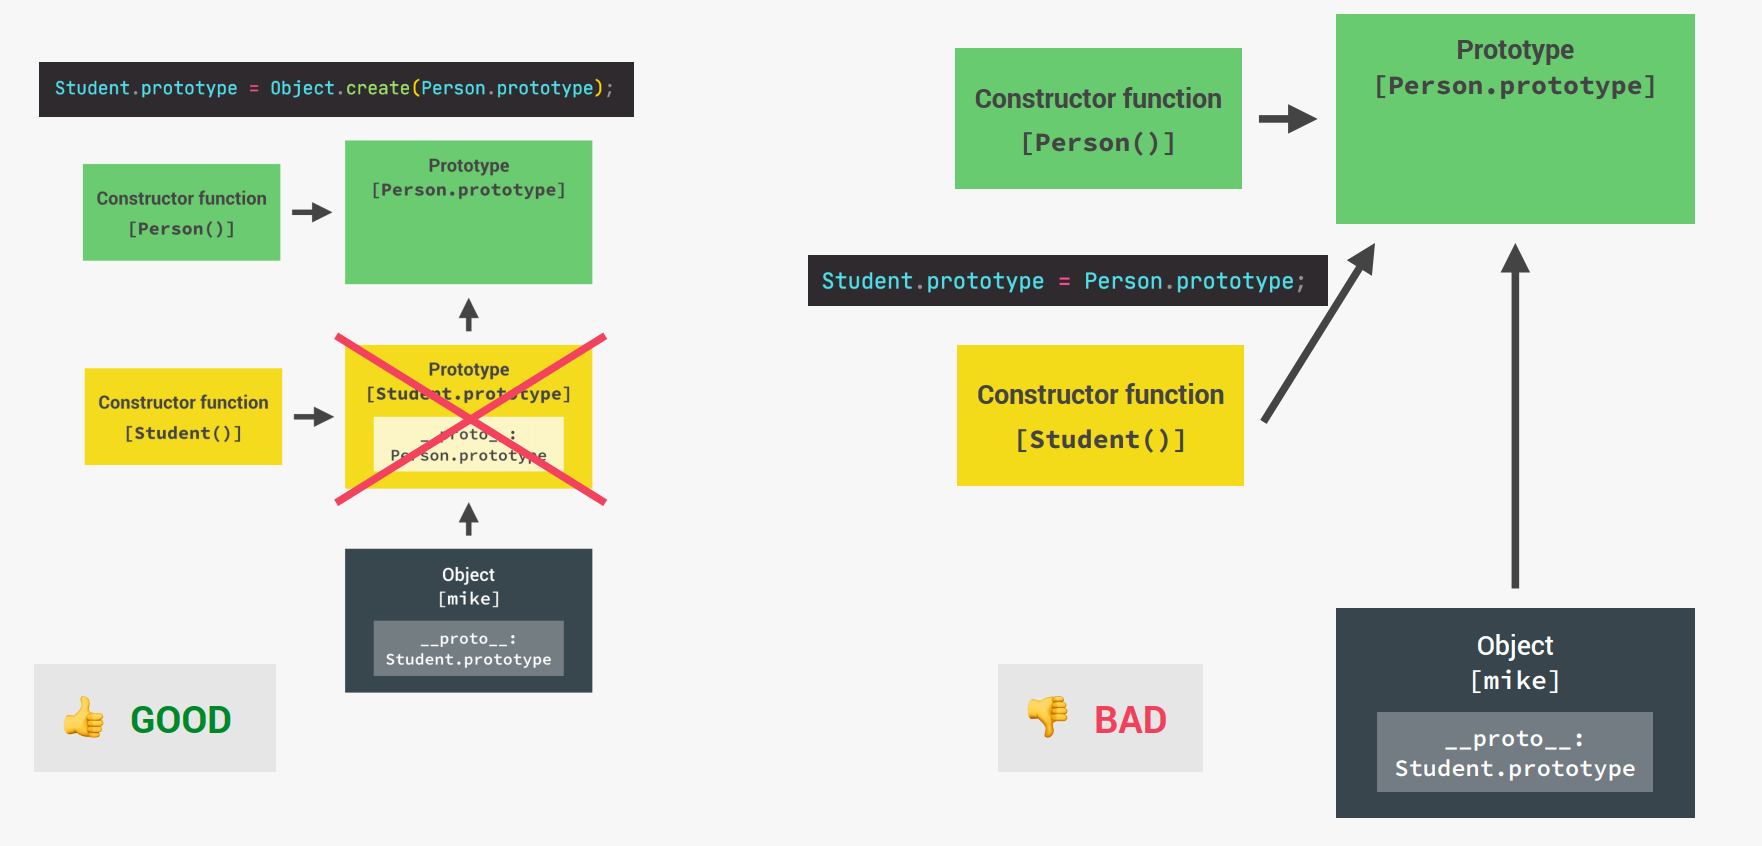 Student.prototype = Object.create(Person.prototype);
Constructor function
[Person()]
Prototype
[Person.prototype]
Constructor function
[Student()]
Prototype
[Student.prototype]
__proto__:
Person.prototype
Object
[mike]
__proto__:
Student.prototype
GOOD
Constructor function
[Person()]
Prototype
[Person.prototype]
Student.prototype = Person.prototype;
Constructor function
[Student()]
Object
[mike]
__proto__:
Student.prototype
BAD